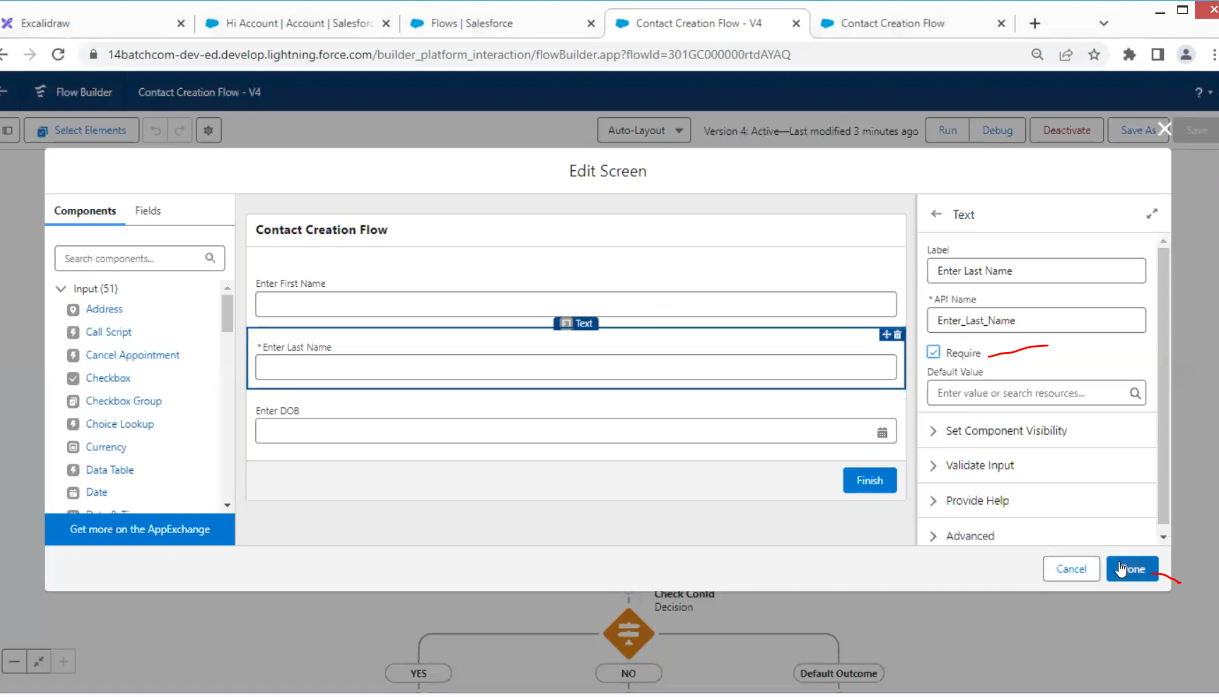 Excalidraw
Hi Account | Account | Salesforc
Flows | Salesforce
Contact Creation Flow - V4
Contact Creation Flow
14batchcom-dev-ed.develop.lightning.force.com/builder_platform_interaction/flowBuilder.app?flowId=301GC000000rtdAYAQ
Flow Builder
Contact Creation Flow - V4
?
Select Elements
Auto-Layout
Version 4: Active—Last modified 3 minutes ago
Run
Debug
Deactivate
Save As
Save
Edit Screen
Components
Fields
Search components...
Input (51)
Address
Call Script
Cancel Appointment
Checkbox
Checkbox Group
Choice Lookup
Currency
Data Table
Date
Get more on the AppExchange
Contact Creation Flow
Enter First Name
Text
*Enter Last Name
Enter DOB
Finish
Text
Label
Enter Last Name
*API Name
Enter_Last_Name
Require
Default Value
Enter value or search resources...
Set Component Visibility
Validate Input
Provide Help
Advanced
Cancel
Check ConId
Decision
YES
NO
Default Outcome